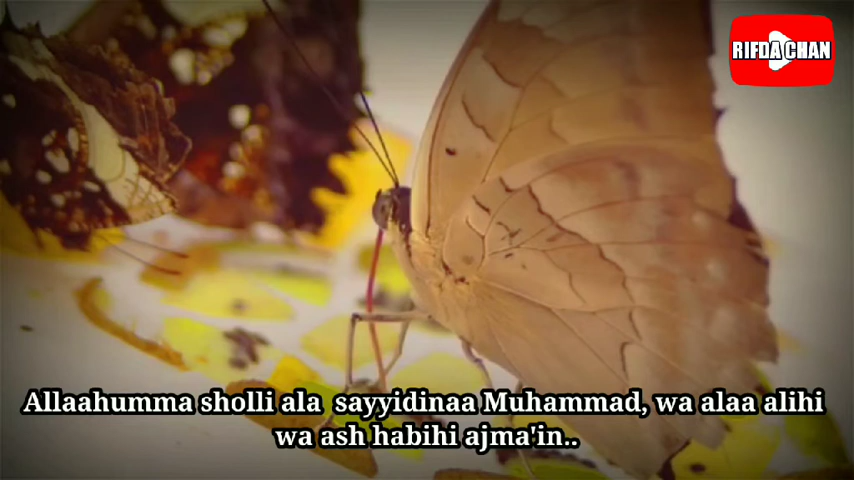 RIFDA CHAN
Allaahumma sholli ala sayyidinaa Muhammad, wa alaa alihi
wa ash habihi ajma'in..